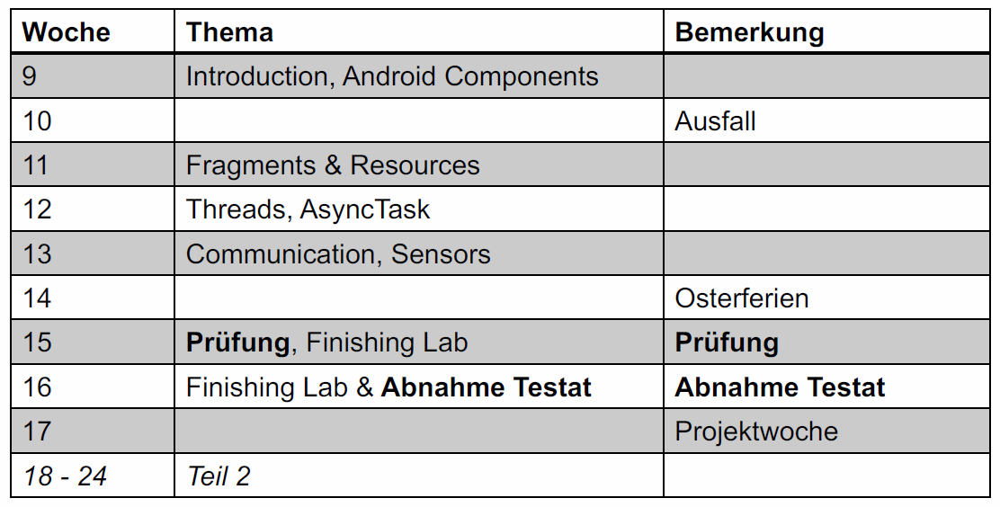 Woche Thema Bemerkung
9 Introduction, Android Components
10 Ausfall
11 Fragments & Resources
12 Threads, AsyncTask
13 Communication, Sensors
14 Osterferien
15 Prüfung, Finishing Lab Prüfung
16 Finishing Lab & Abnahme Testat Abnahme Testat
17 Projektwoche
18 - 24 Teil 2